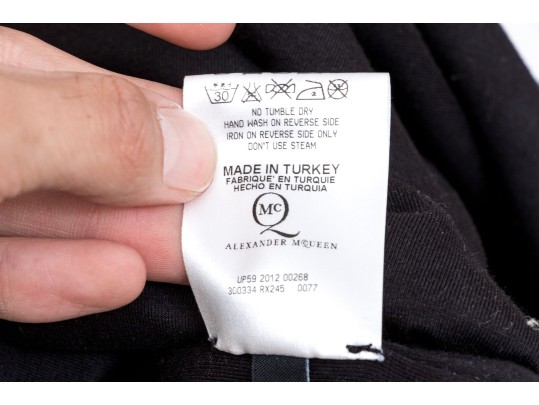 30
NO TUMBLE DRY
HAND WASH ON REVERSE SIDE
IRON ON REVERSE SIDE ONLY
DON'T USE STEAM
MADE IN TURKEY
FABRIQUE' EN TURQUIE
HECHO EN TURQUIA
McQ
ALEXANDER McQUEEN
UP59 2012 00268
300334 RX245 0077